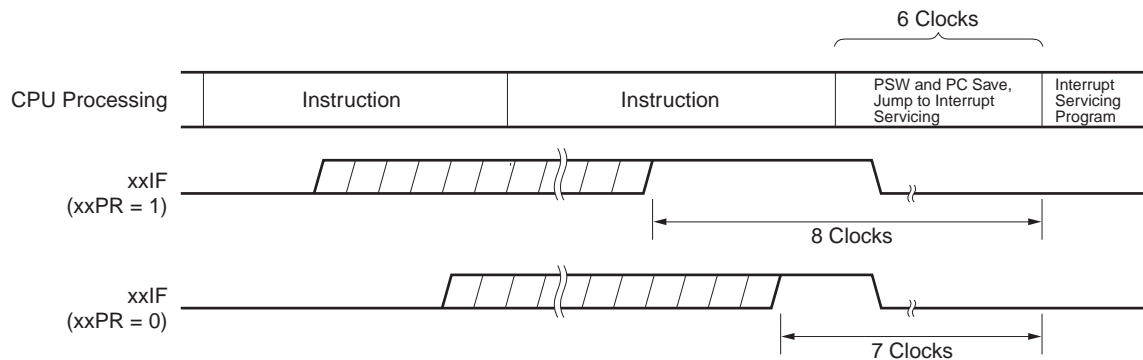 6 Clocks
CPU Processing
Instruction
Instruction
PSW and PC Save,
Jump to Interrupt
Servicing
Interrupt
Servicing
Program
xxIF
(xxPR = 1)
8 Clocks
xxIF
(xxPR = 0)
7 Clocks